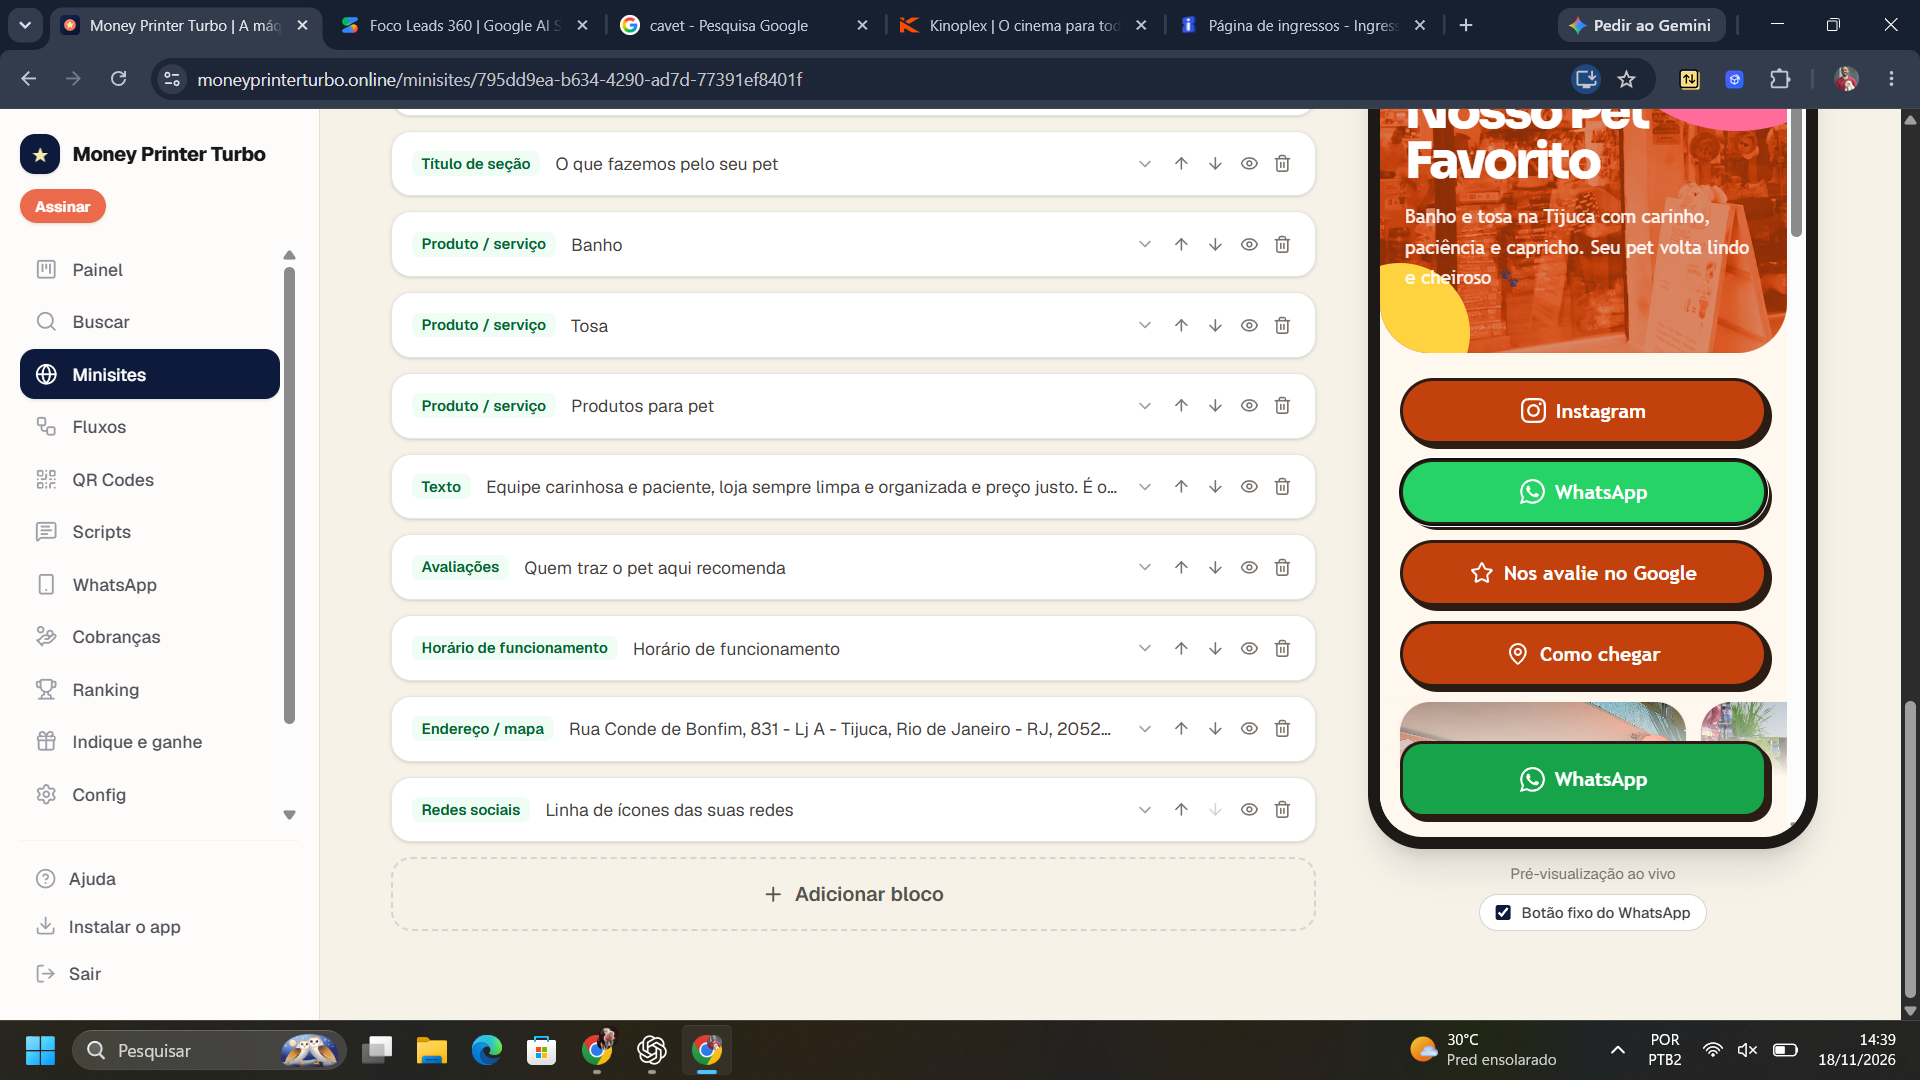 Money Printer Turbo | A máq
Foco Leads 360 | Google AI S
cavet - Pesquisa Google
Kinoplex | O cinema para tod
Página de ingressos - Ingress
Pedir ao Gemini
moneyprinterturbo.online/minisites/795dd9ea-b634-4290-ad7d-77391ef8401f
Money Printer Turbo
Assinar
Painel
Buscar
Minisites
Fluxos
QR Codes
Scripts
WhatsApp
Cobranças
Ranking
Indique e ganhe
Config
Ajuda
Instalar o app
Sair
Título de seção O que fazemos pelo seu pet
Produto / serviço Banho
Produto / serviço Tosa
Produto / serviço Produtos para pet
Texto Equipe carinhosa e paciente, loja sempre limpa e organizada e preço justo. É o...
Avaliações Quem traz o pet aqui recomenda
Horário de funcionamento Horário de funcionamento
Endereço / mapa Rua Conde de Bonfim, 831 - Lj A - Tijuca, Rio de Janeiro - RJ, 2052...
Redes sociais Linha de ícones das suas redes
+ Adicionar bloco
Nosso Pet
Favorito
Banho e tosa na Tijuca com carinho,
paciência e capricho. Seu pet volta lindo
e cheiroso 🐾
Instagram
WhatsApp
Nos avalie no Google
Como chegar
WhatsApp
Pré-visualização ao vivo
Botão fixo do WhatsApp
Pesquisar
30°C
Pred ensolarado
POR
PTB2
14:39
18/11/2026